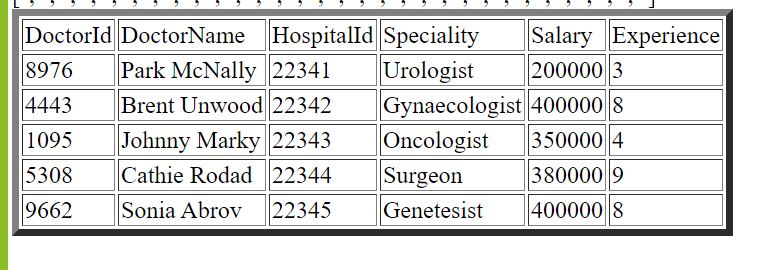 [ , , , , , , , , , , , , , , , , , , , , , , , ]
DoctorId DoctorName HospitalId Speciality Salary Experience
8976 Park McNally 22341 Urologist 200000 3
4443 Brent Unwood 22342 Gynaecologist 400000 8
1095 Johnny Marky 22343 Oncologist 350000 4
5308 Cathie Rodad 22344 Surgeon 380000 9
9662 Sonia Abrov 22345 Genetesist 400000 8